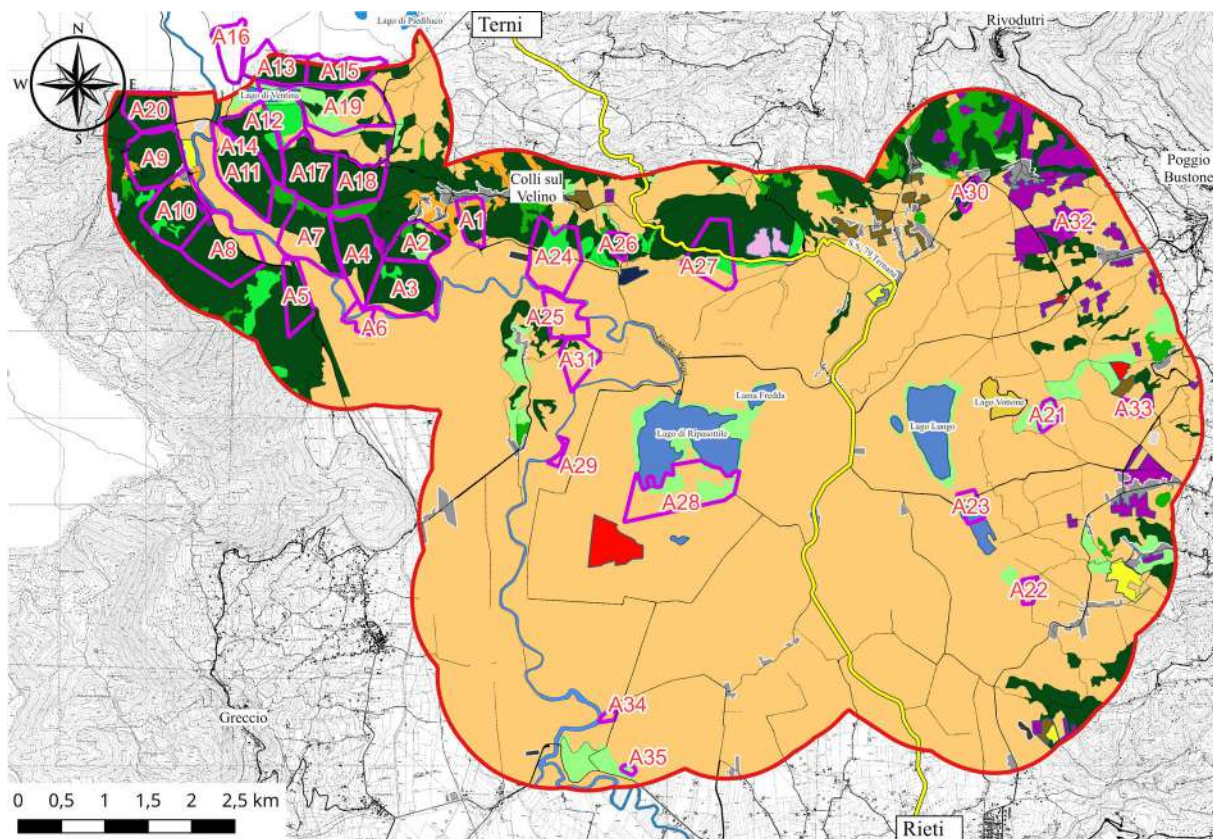 Lago di Piediluco
Terni
Rivodutri
A16
N
W
E
S
A13
A15
A20
Lago di Ventina
A19
A12
A9
A14
A11
A17
A18
Colli sul
Velino
A30
Poggio
Bustone
A10
A1
A32
A8
A7
A4
A2
A24
A26
A27
S.S. 79 Ternana
A5
A3
A6
A25
A31
Lama Fredda
Lago Votone
A21
A33
Lago di Ripasottile
Lago Lungo
A29
A28
A23
A22
Greccio
A34
A35
0 0,5 1 1,5 2 2,5 km
Rieti